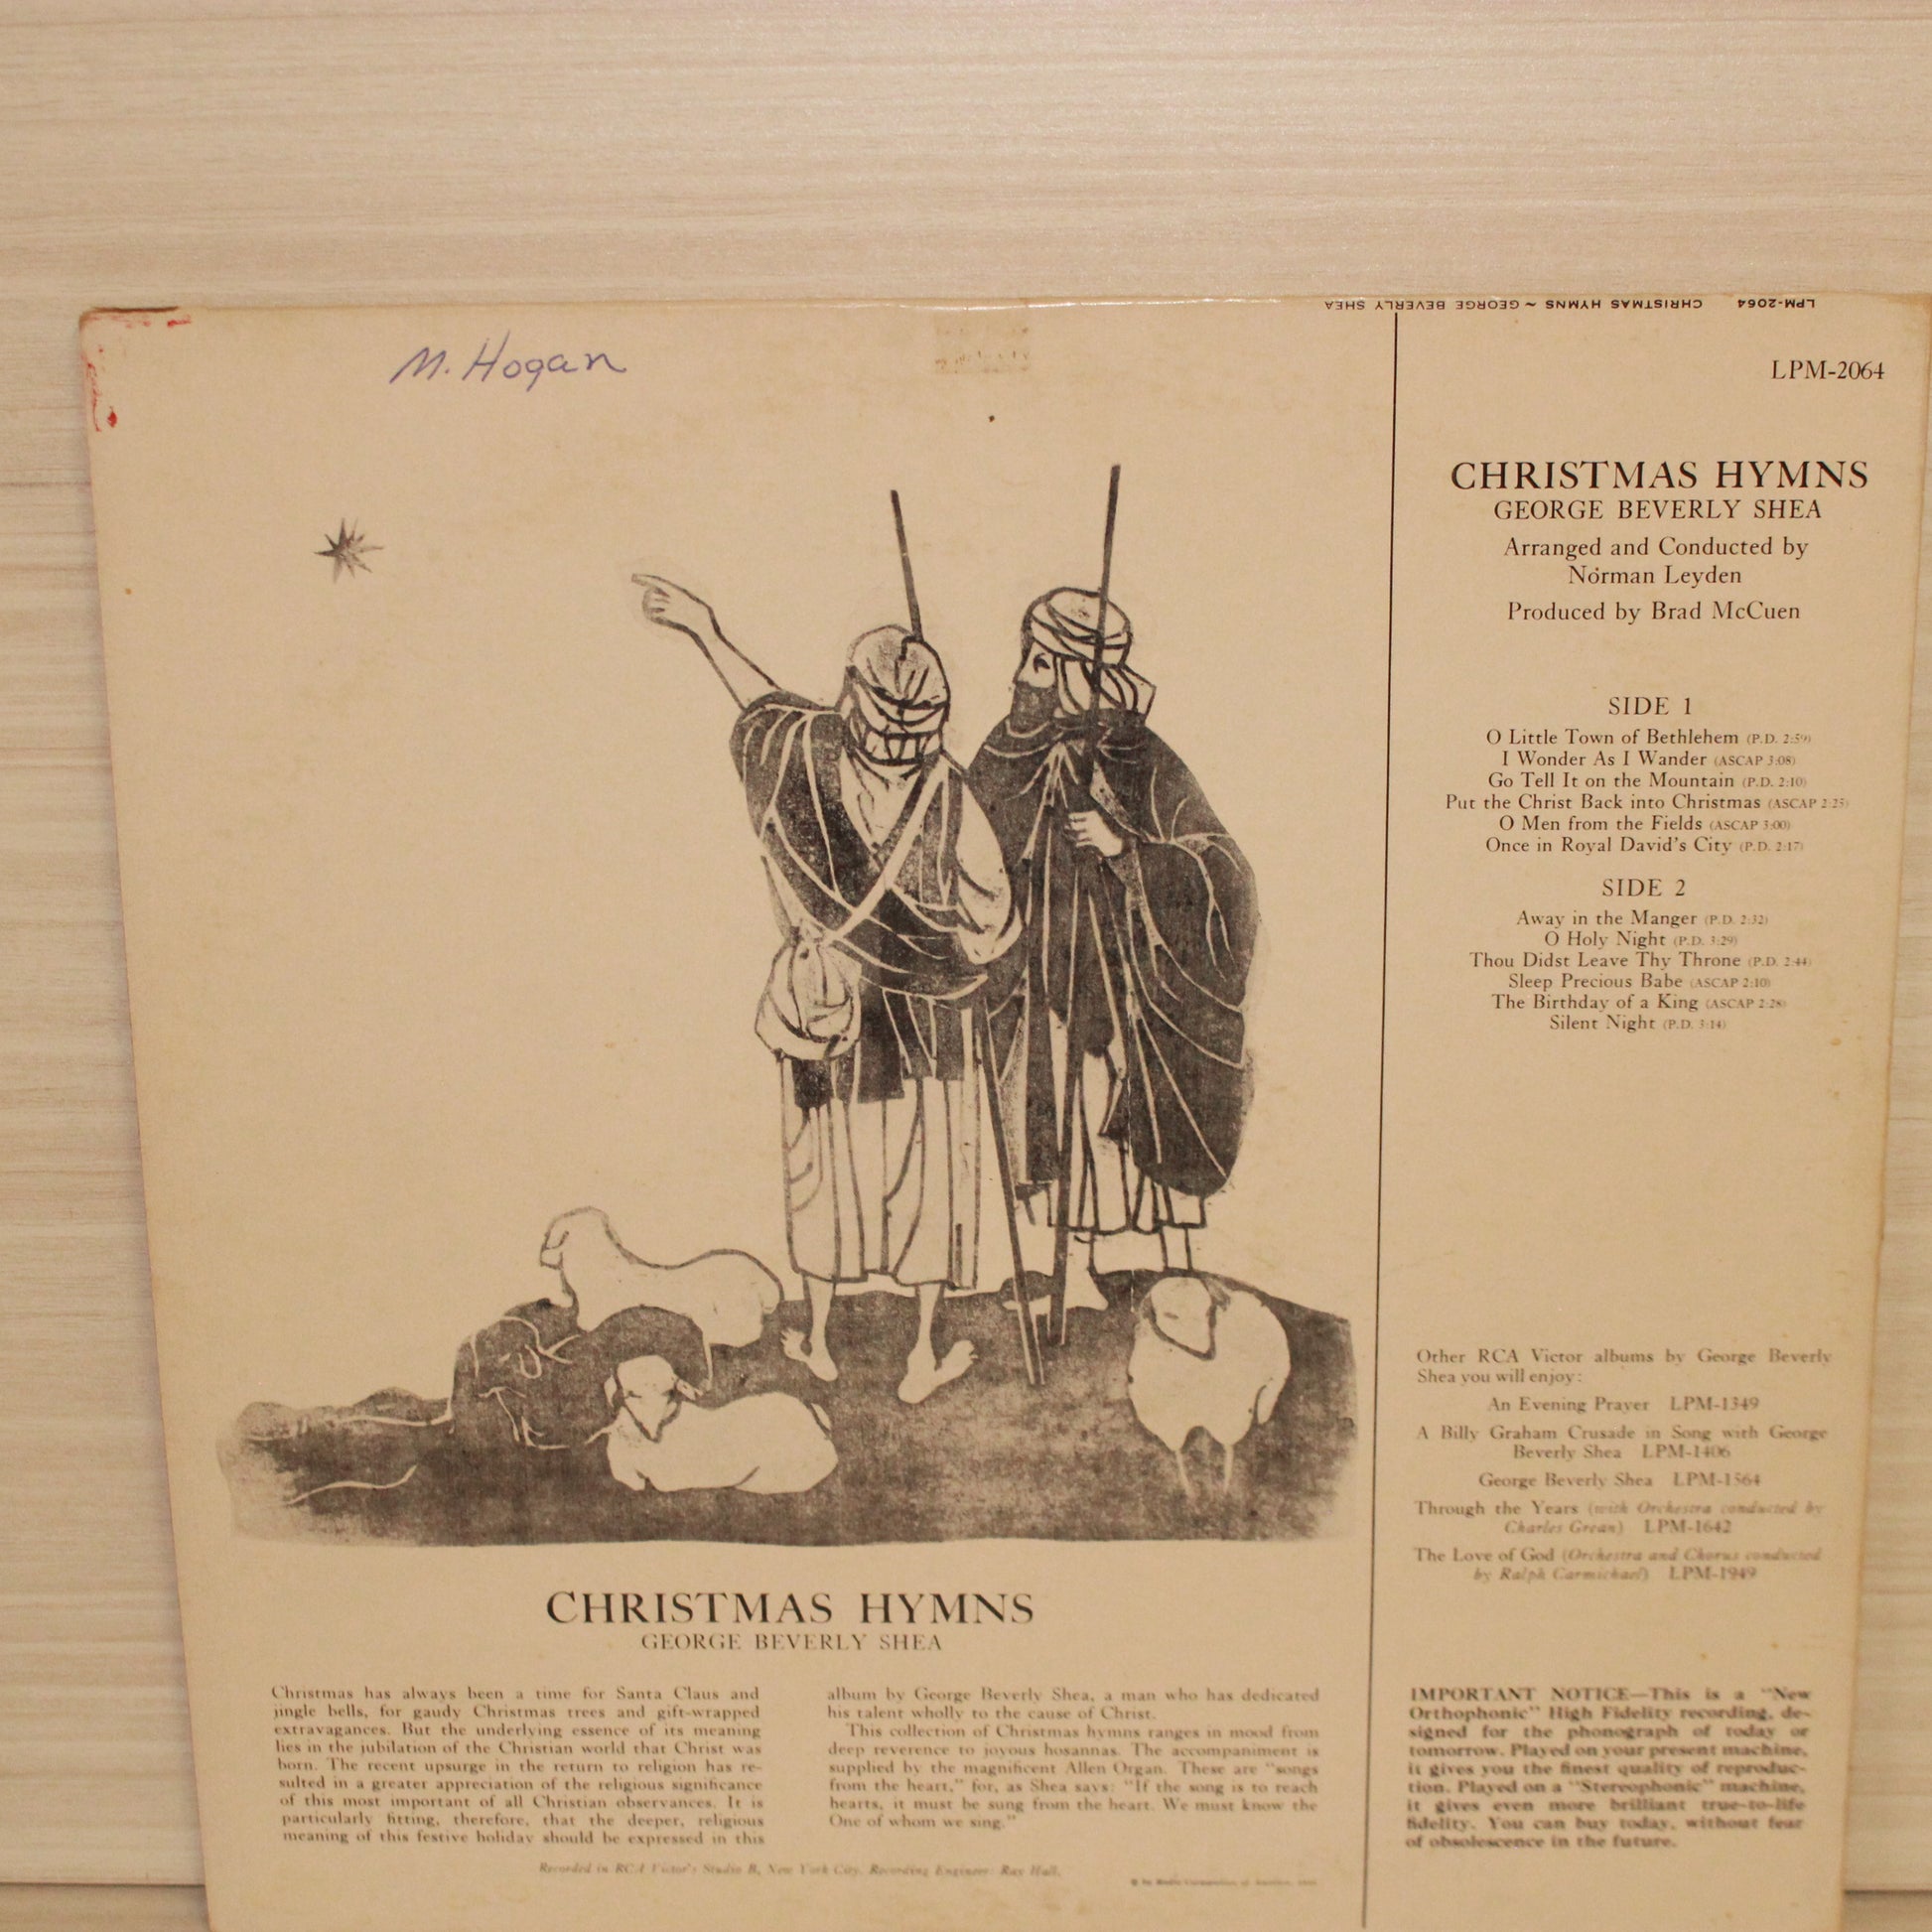 LPM-2064 CHRISTMAS HYMNS ~ GEORGE BEVERLY SHEA
M. Hogan
LPM-2064
CHRISTMAS HYMNS
GEORGE BEVERLY SHEA
Arranged and Conducted by
Norman Leyden
Produced by Brad McCuen
SIDE 1
O Little Town of Bethlehem (P.D. 2:59)
I Wonder As I Wander (ASCAP 3:08)
Go Tell It on the Mountain (P.D. 2:10)
Put the Christ Back into Christmas (ASCAP 2:25)
O Men from the Fields (ASCAP 3:00)
Once in Royal David's City (P.D. 2:17)
SIDE 2
Away in the Manger (P.D. 2:32)
O Holy Night (P.D. 3:29)
Thou Didst Leave Thy Throne (P.D. 2:44)
Sleep Precious Babe (ASCAP 2:10)
The Birthday of a King (ASCAP 2:28)
Silent Night (P.D. 3:14)
Other RCA Victor albums by George Beverly
Shea you will enjoy:
An Evening Prayer LPM-1349
A Billy Graham Crusade in Song with George
Beverly Shea LPM-1406
George Beverly Shea LPM-1564
Through the Years (with Orchestra conducted by
Charles Grean) LPM-1642
The Love of God (Orchestra and Chorus conducted
by Ralph Carmichael) LPM-1949
IMPORTANT NOTICE—This is a "New
Orthophonic" High Fidelity recording, de-
signed for the phonograph of today or
tomorrow. Played on your present machine,
it gives you the finest quality of reproduc-
tion. Played on a "Stereophonic" machine,
it gives even more brilliant true-to-life
fidelity. You can buy today, without fear
of obsolescence in the future.
CHRISTMAS HYMNS
GEORGE BEVERLY SHEA
Christmas has always been a time for Santa Claus and
jingle bells, for gaudy Christmas trees and gift-wrapped
extravagances. But the underlying essence of its meaning
lies in the jubilation of the Christian world that Christ was
born. The recent upsurge in the return to religion has re-
sulted in a greater appreciation of the religious significance
of this most important of all Christian observances. It is
particularly fitting, therefore, that the deeper, religious
meaning of this festive holiday should be expressed in this
album by George Beverly Shea, a man who has dedicated
his talent wholly to the cause of Christ.
This collection of Christmas hymns ranges in mood from
deep reverence to joyous hosannas. The accompaniment is
supplied by the magnificent Allen Organ. These are "songs
from the heart," for, as Shea says: "If the song is to reach
hearts, it must be sung from the heart. We must know the
One of whom we sing."
Recorded in RCA Victor's Studio B, New York City. Recording Engineer: Ray Hall.
© by Radio Corporation of America,